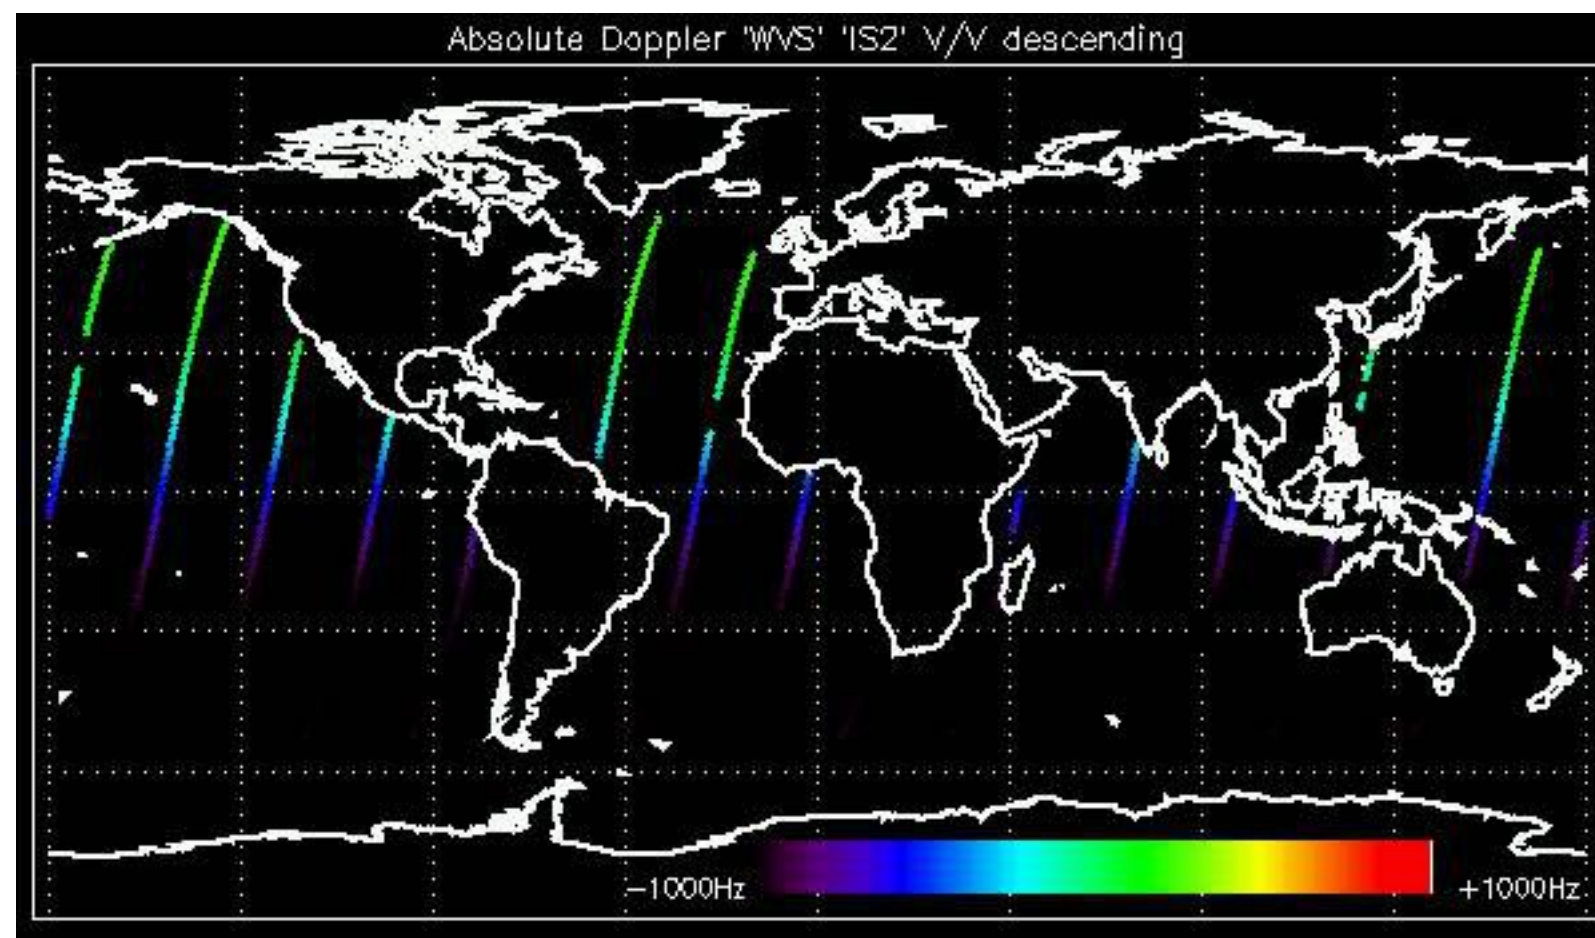 Absolute Doppler 'WVS' 'IS2' V/V descending
−1000Hz
+1000Hz